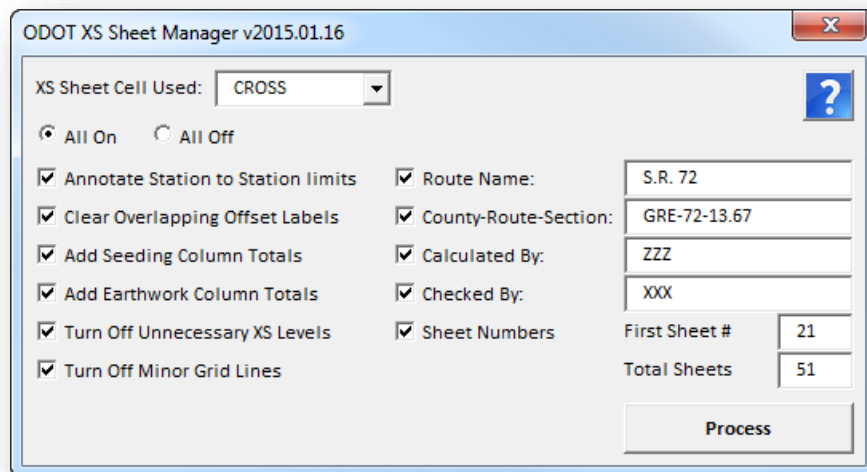 ODOT XS Sheet Manager v2015.01.16
x
XS Sheet Cell Used: CROSS
?
All On All Off
Annotate Station to Station limits
Clear Overlapping Offset Labels
Add Seeding Column Totals
Add Earthwork Column Totals
Turn Off Unnecessary XS Levels
Turn Off Minor Grid Lines
Route Name: S.R. 72
County-Route-Section: GRE-72-13.67
Calculated By: ZZZ
Checked By: XXX
Sheet Numbers
First Sheet # 21
Total Sheets 51
Process